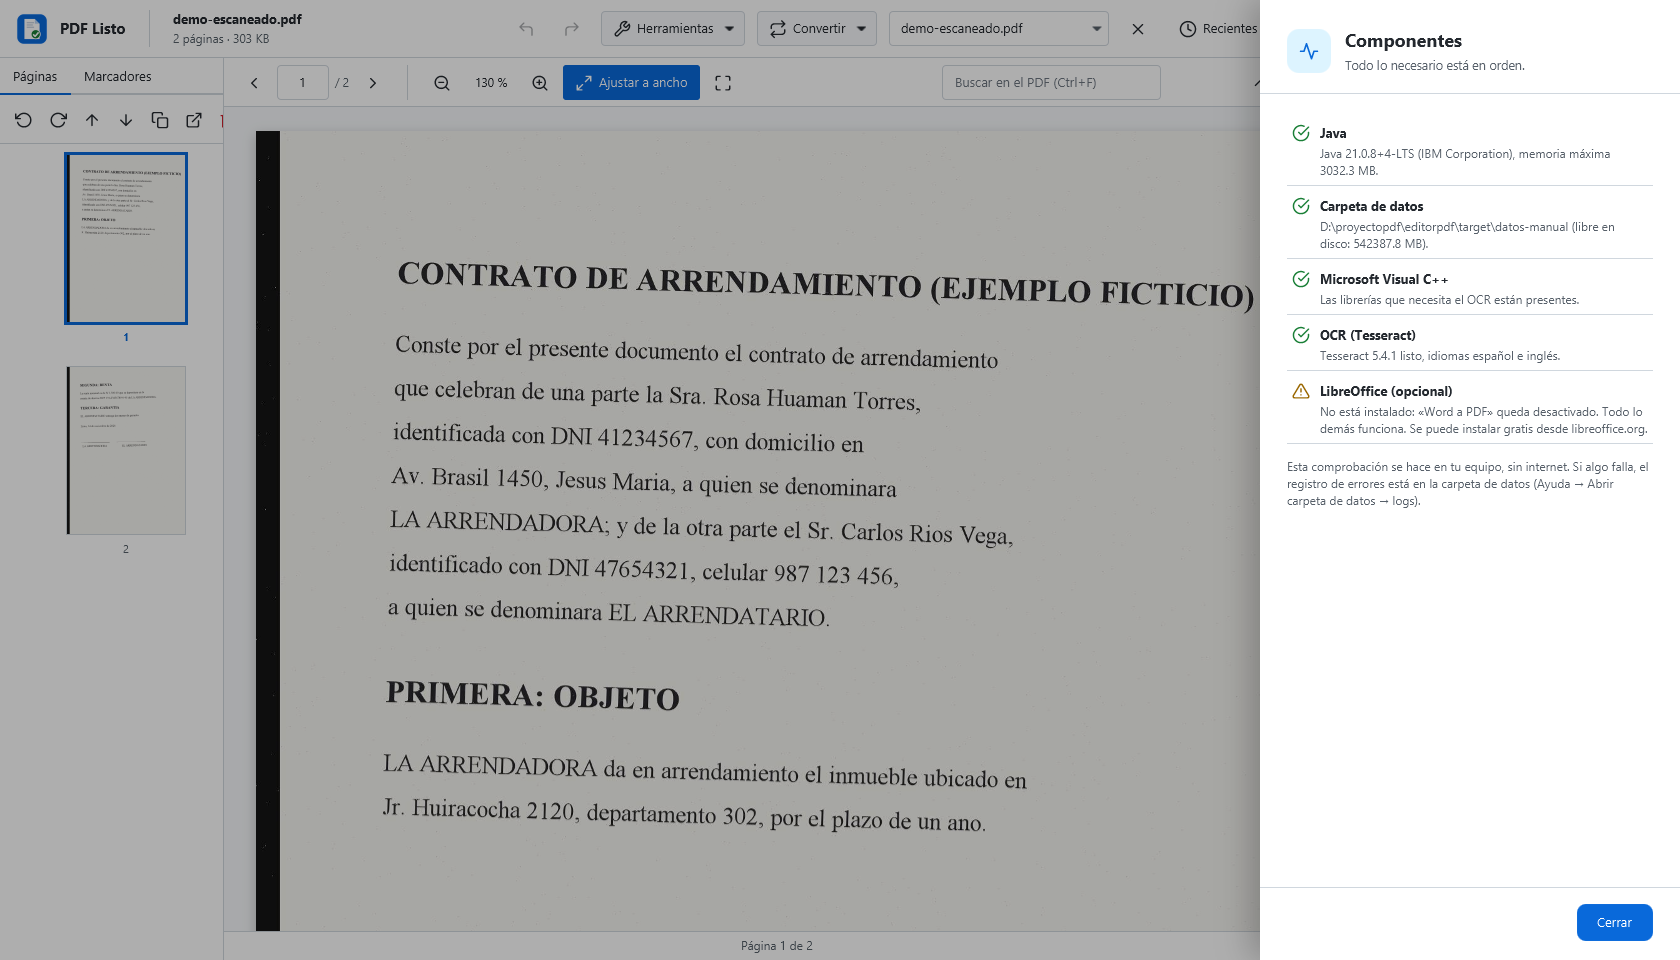 PDF Listo
demo-escaneado.pdf
2 páginas · 303 KB
Herramientas
Convertir
demo-escaneado.pdf
Recientes
Páginas
Marcadores
1
/ 2
130 %
Ajustar a ancho
Buscar en el PDF (Ctrl+F)
1
2
CONTRATO DE ARRENDAMIENTO (EJEMPLO FICTICIO)
Conste por el presente documento el contrato de arrendamiento
que celebran de una parte la Sra. Rosa Huaman Torres,
identificada con DNI 41234567, con domicilio en
Av. Brasil 1450, Jesus Maria, a quien se denominara
LA ARRENDADORA; y de la otra parte el Sr. Carlos Rios Vega,
identificado con DNI 47654321, celular 987 123 456,
a quien se denominara EL ARRENDATARIO.
PRIMERA: OBJETO
LA ARRENDADORA da en arrendamiento el inmueble ubicado en
Jr. Huiracocha 2120, departamento 302, por el plazo de un ano.
Página 1 de 2
Componentes
Todo lo necesario está en orden.
Java
Java 21.0.8+4-LTS (IBM Corporation), memoria máxima
3032.3 MB.
Carpeta de datos
D:\proyectopdf\editorpdf\target\datos-manual (libre en
disco: 542387.8 MB).
Microsoft Visual C++
Las librerías que necesita el OCR están presentes.
OCR (Tesseract)
Tesseract 5.4.1 listo, idiomas español e inglés.
LibreOffice (opcional)
No está instalado: «Word a PDF» queda desactivado. Todo lo
demás funciona. Se puede instalar gratis desde libreoffice.org.
Esta comprobación se hace en tu equipo, sin internet. Si algo falla, el
registro de errores está en la carpeta de datos (Ayuda → Abrir
carpeta de datos → logs).
Cerrar